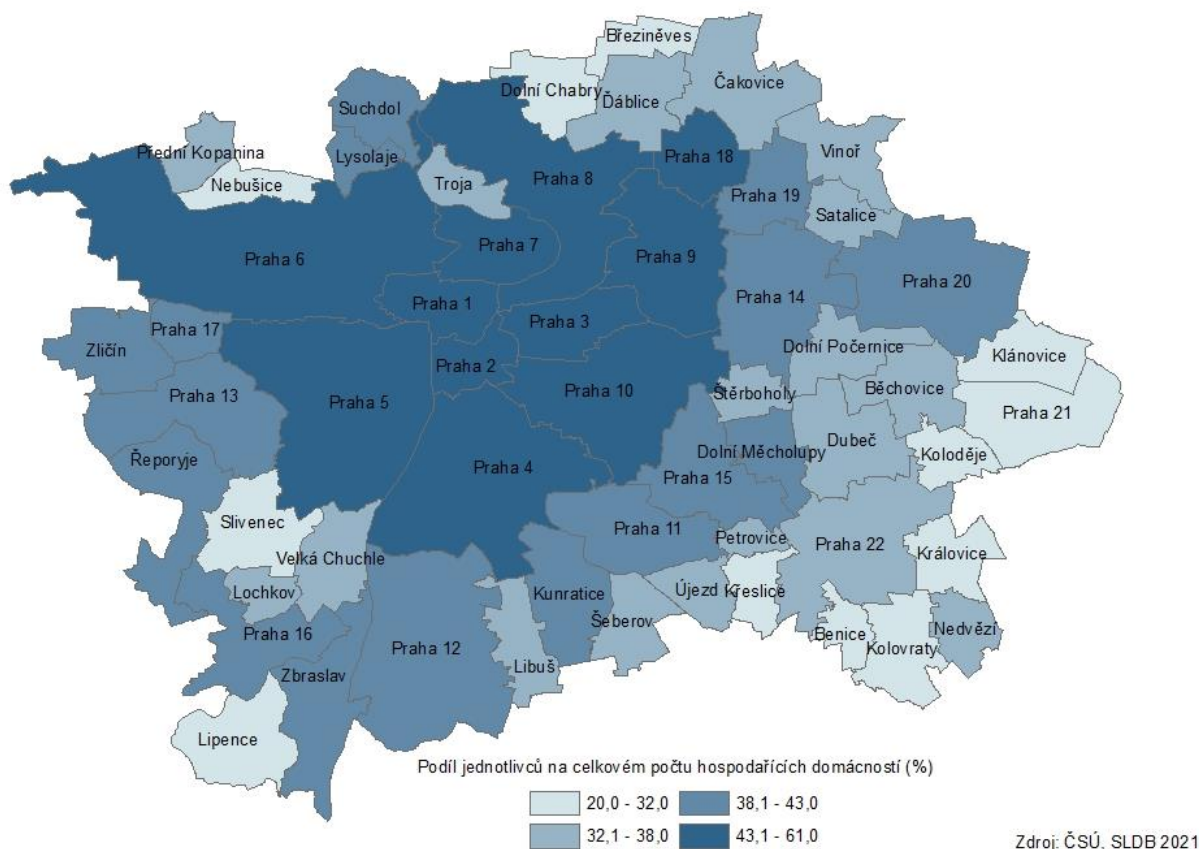 Březiněves
Dolní Chabry
Ďáblice
Čakovice
Suchdol
Přední Kopanina
Lysolaje
Praha 18
Vinoř
Nebušice
Troja
Praha 8
Praha 19
Satalice
Praha 7
Praha 6
Praha 9
Praha 20
Praha 14
Praha 1
Praha 3
Praha 17
Zličín
Dolní Počernice
Klánovice
Praha 2
Praha 13
Praha 5
Praha 10
Štěrboholy
Běchovice
Praha 21
Řeporyje
Praha 4
Dolní Měcholupy
Dubeč
Koloděje
Praha 15
Slivenec
Praha 11
Petrovice
Praha 22
Královice
Velká Chuchle
Lochkov
Kunratice
Újezd
Křeslice
Šeberov
Praha 16
Praha 12
Libuš
Benice
Kolovraty
Nedvězí
Zbraslav
Lipence
Podíl jednotlivců na celkovém počtu hospodařících domácností (%)
20,0 - 32,0
38,1 - 43,0
32,1 - 38,0
43,1 - 61,0
Zdroj: ČSÚ, SLDB 2021